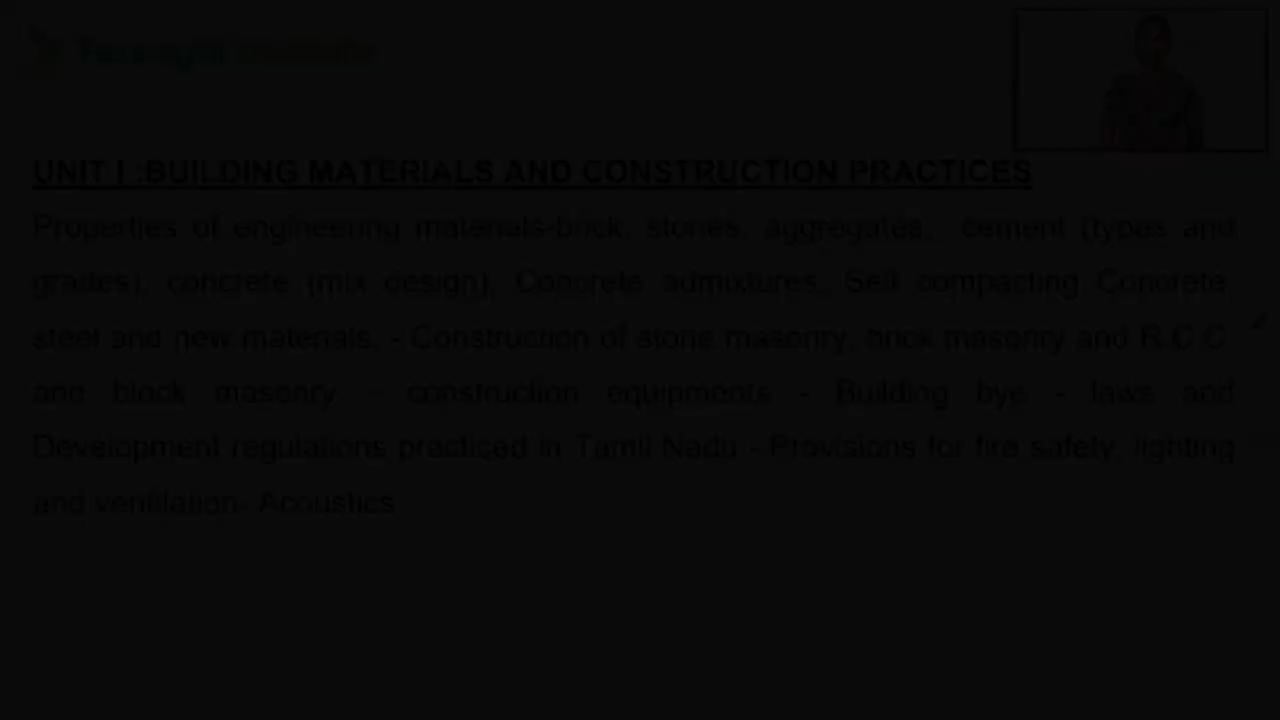 UNIT I :BUILDING MATERIALS AND CONSTRUCTION PRACTICES
Properties of engineering materials-brick, stones, aggregates, cement (types and
grades), concrete (mix design), Concrete admixtures, Self compacting Concrete,
steel and new materials. - Construction of stone masonry, brick masonry and R.C.C
and block masonry - construction equipments - Building bye - laws and
Development regulations practiced in Tamil Nadu - Provisions for fire safety, lighting
and ventilation- Acoustics